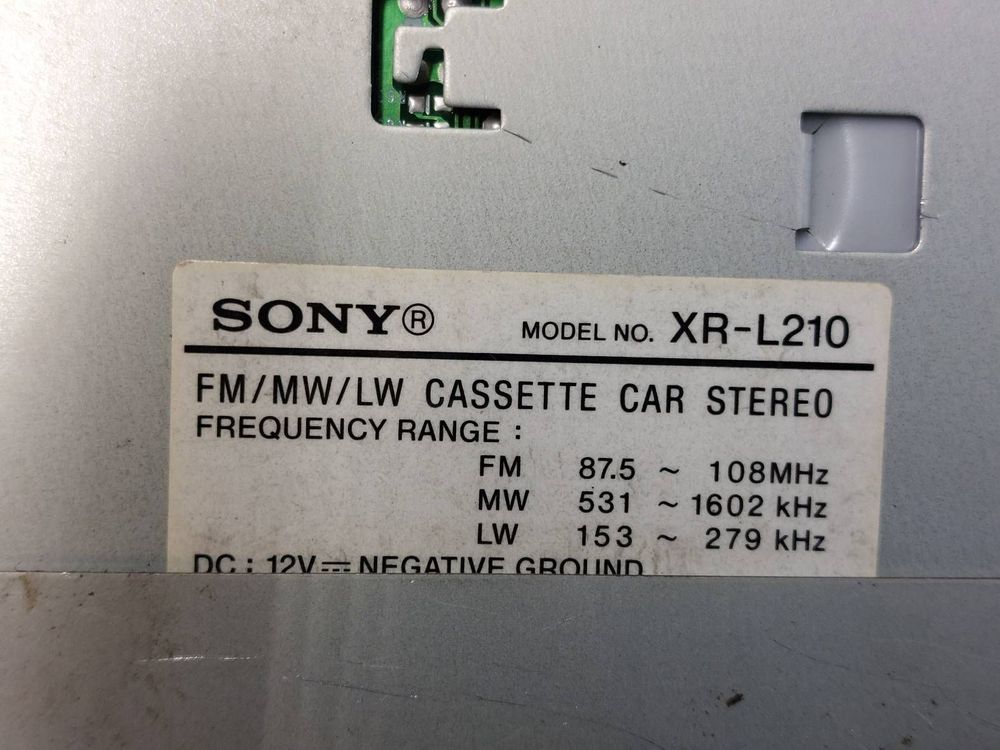 SONY® MODEL NO. XR-L210
FM/MW/LW CASSETTE CAR STEREO
FREQUENCY RANGE :
FM 87.5 ~ 108MHz
MW 531 ~ 1602 kHz
LW 153 ~ 279 kHz
DC : 12V⎓ NEGATIVE GROUND